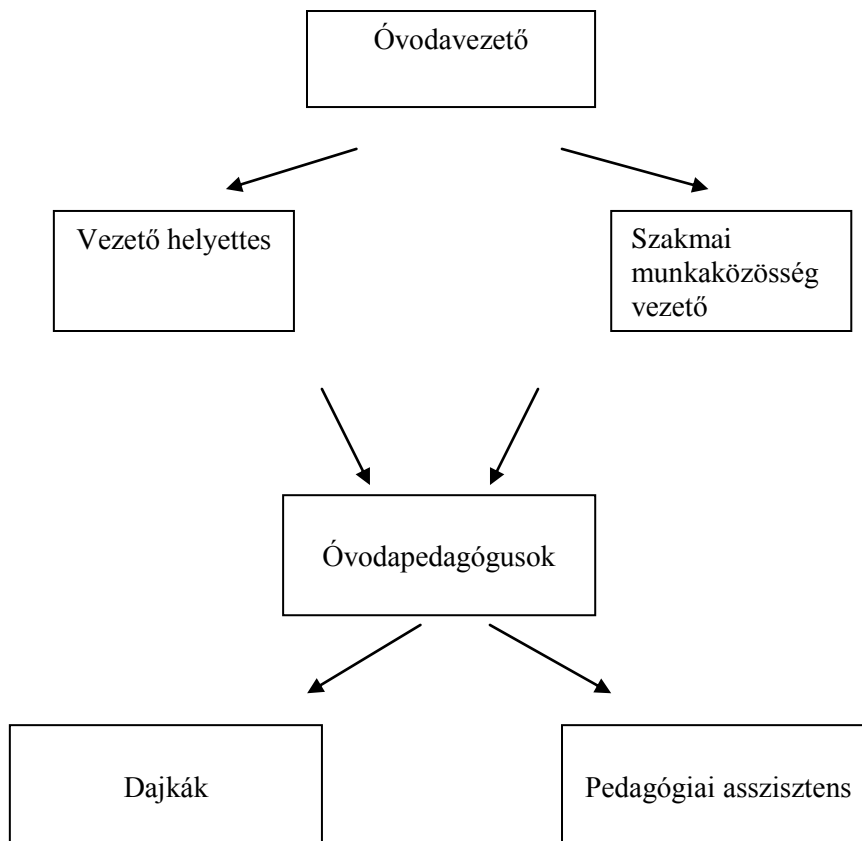 Óvodavezető
Vezető helyettes
Szakmai
munkaközösség
vezető
Óvodapedagógusok
Dajkák
Pedagógiai asszisztens